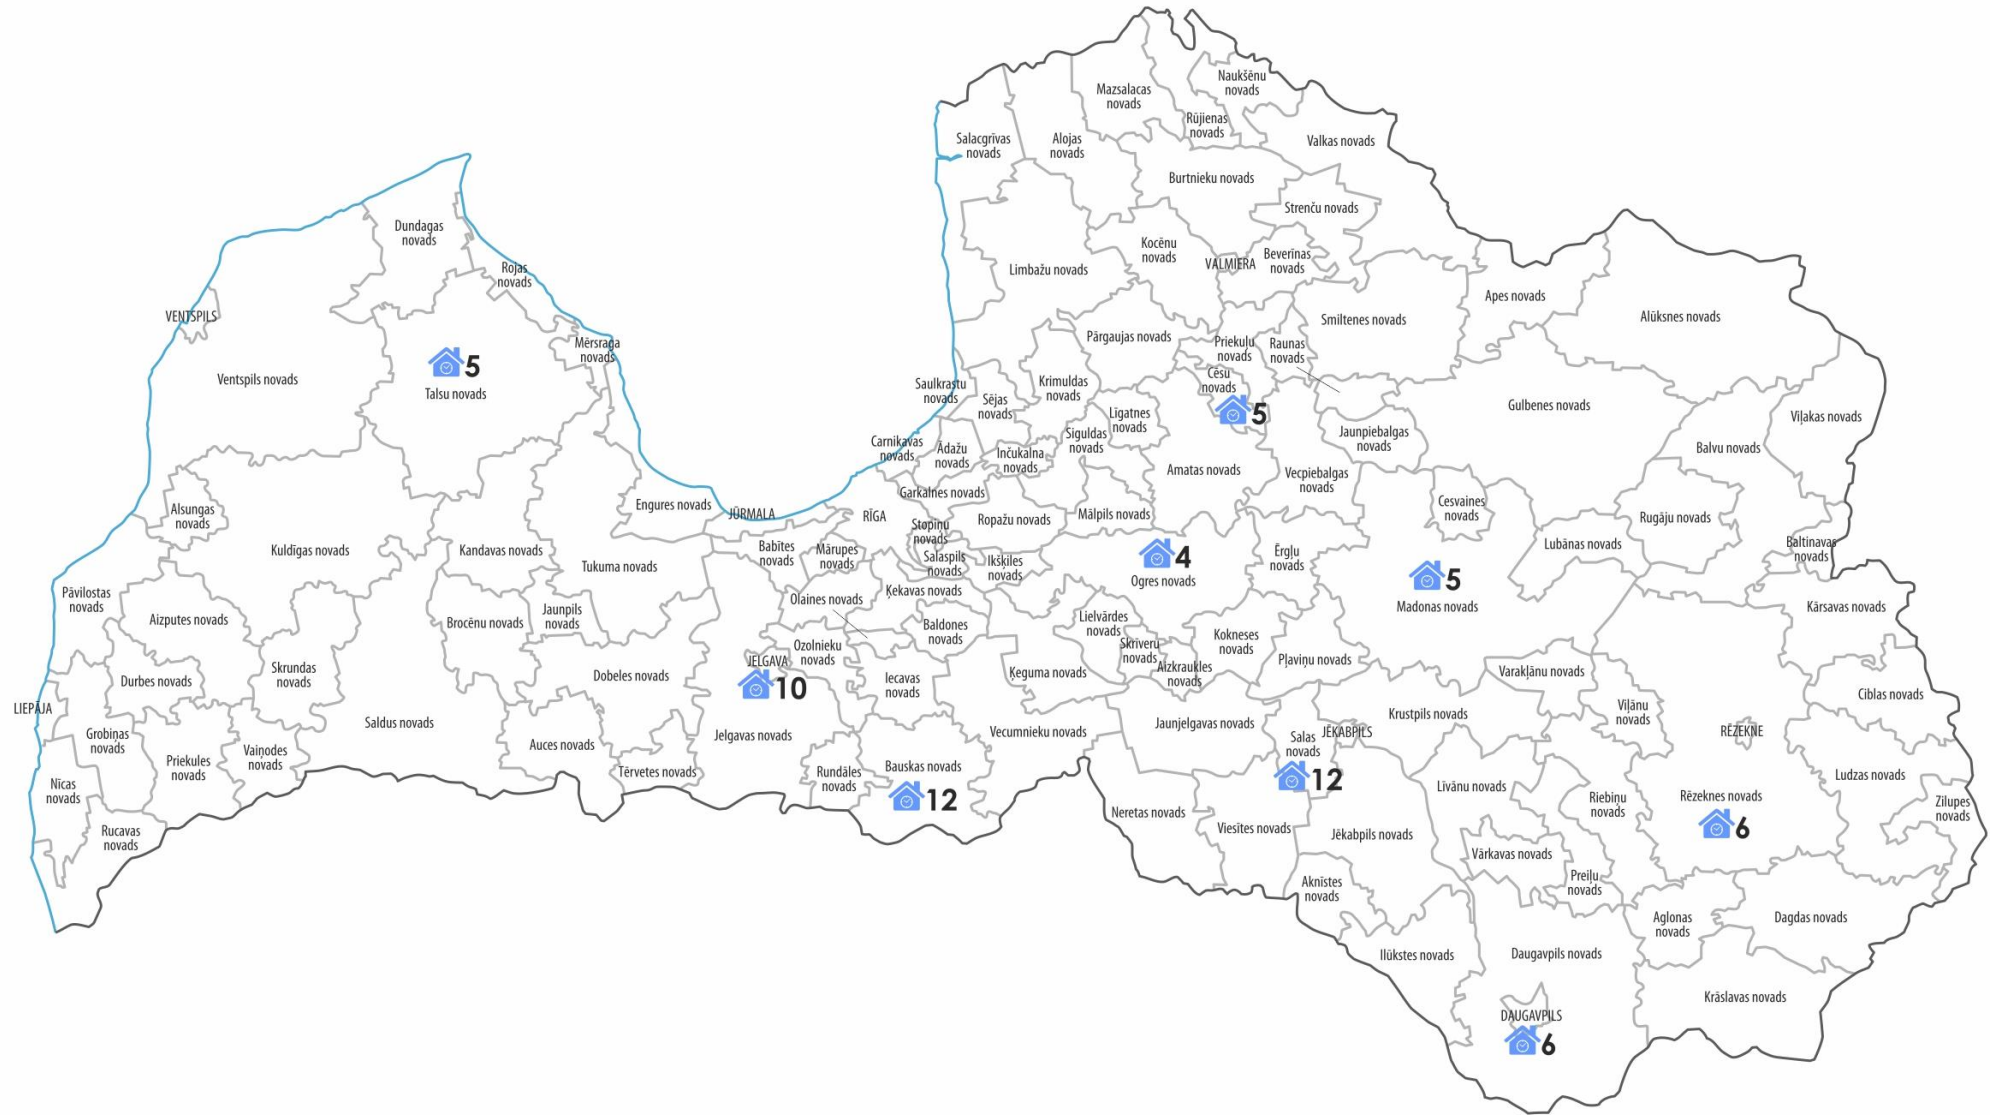 Naukšēnu
novads
Mazsalacas
novads
Rūjienas
novads
Salacgrīvas
novads
Alojas
novads
Valkas novads
Burtnieku novads
Strenču novads
Dundagas
novads
Kocēnu
novads
VALMIERA
Beverīnas
novads
Rojas
novads
Limbažu novads
Apes novads
VENTSPILS
Smiltenes novads
Alūksnes novads
Pārgaujas novads
Priekuļu
novads
Raunas
novads
Mērsraga
novads
5
Talsu novads
Ventspils novads
Cēsu
novads
5
Saulkrastu
novads
Krimuldas
novads
Sējas
novads
Līgatnes
novads
Gulbenes novads
Viļakas novads
Jaunpiebalgas
novads
Siguldas
novads
Carnikavas
novads
Ādažu
novads
Inčukalna
novads
Balvu novads
Amatas novads
Vecpiebalgas
novads
Garkalnes novads
Cesvaines
novads
Engures novads
JŪRMALA
RĪGA
Alsungas
novads
Ropažu novads
Mālpils novads
Rugāju novads
Stopiņu
novads
Kuldīgas novads
Kandavas novads
Babītes
novads
Mārupes
novads
Salaspils
novads
Ikšķiles
novads
4
Ogres novads
Ērgļu
novads
Lubānas novads
Baltinavas
novads
Tukuma novads
5
Madonas novads
Pāvilostas
novads
Olaines novads
Ķekavas novads
Kārsavas novads
Aizputes novads
Brocēnu novads
Jaunpils
novads
Baldones
novads
Lielvārdes
novads
Kokneses
novads
Ozolnieku
novads
Skrīveru
novads
JELGAVA
10
Aizkraukles
novads
Pļaviņu novads
Skrundas
novads
Durbes novads
Dobeles novads
Iecavas
novads
Ķeguma novads
Varakļānu novads
Ciblas novads
LIEPĀJA
Saldus novads
Viļānu
novads
Krustpils novads
Grobiņas
novads
Jelgavas novads
Vecumnieku novads
Jaunjelgavas novads
JĒKABPILS
Salas
novads
12
RĒZEKNE
Auces novads
Vaiņodes
novads
Priekules
novads
Tērvetes novads
Rundāles
novads
Bauskas novads
12
Ludzas novads
Nīcas
novads
Līvānu novads
Riebiņu
novads
Rēzeknes novads
6
Zilupes
novads
Neretas novads
Viesītes novads
Jēkabpils novads
Rucavas
novads
Vārkavas novads
Preiļu
novads
Aknīstes
novads
Aglonas
novads
Dagdas novads
Ilūkstes novads
Daugavpils novads
Krāslavas novads
DAUGAVPILS
6